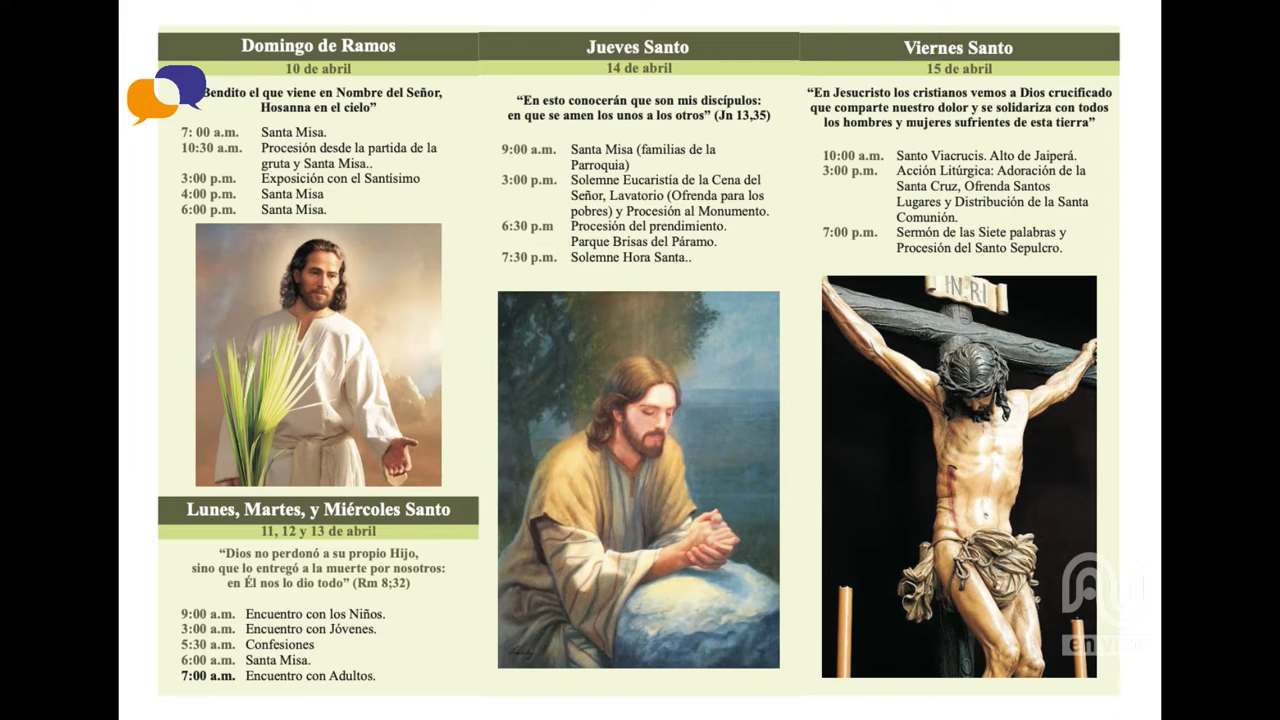 Domingo de Ramos
10 de abril
Bendito el que viene en Nombre del Señor,
Hosanna en el cielo”
7: 00 a.m. Santa Misa.
10:30 a.m. Procesión desde la partida de la
gruta y Santa Misa..
3:00 p.m. Exposición con el Santísimo
4:00 p.m. Santa Misa
6:00 p.m. Santa Misa.
Lunes, Martes, y Miércoles Santo
11, 12 y 13 de abril
“Dios no perdonó a su propio Hijo,
sino que lo entregó a la muerte por nosotros:
en Él nos lo dio todo” (Rm 8;32)
9:00 a.m. Encuentro con los Niños.
3:00 a.m. Encuentro con Jóvenes.
5:30 a.m. Confesiones
6:00 a.m. Santa Misa.
7:00 a.m. Encuentro con Adultos.
Jueves Santo
14 de abril
“En esto conocerán que son mis discípulos:
en que se amen los unos a los otros” (Jn 13,35)
9:00 a.m. Santa Misa (familias de la
Parroquia)
3:00 p.m. Solemne Eucaristía de la Cena del
Señor, Lavatorio (Ofrenda para los
pobres) y Procesión al Monumento.
6:30 p.m Procesión del prendimiento.
Parque Brisas del Páramo.
7:30 p.m. Solemne Hora Santa..
Viernes Santo
15 de abril
“En Jesucristo los cristianos vemos a Dios crucificado
que comparte nuestro dolor y se solidariza con todos
los hombres y mujeres sufrientes de esta tierra”
10:00 a.m. Santo Viacrucis. Alto de Jaiperá.
3:00 p.m. Acción Litúrgica: Adoración de la
Santa Cruz, Ofrenda Santos
Lugares y Distribución de la Santa
Comunión.
7:00 p.m. Sermón de las Siete palabras y
Procesión del Santo Sepulcro.
IN RI